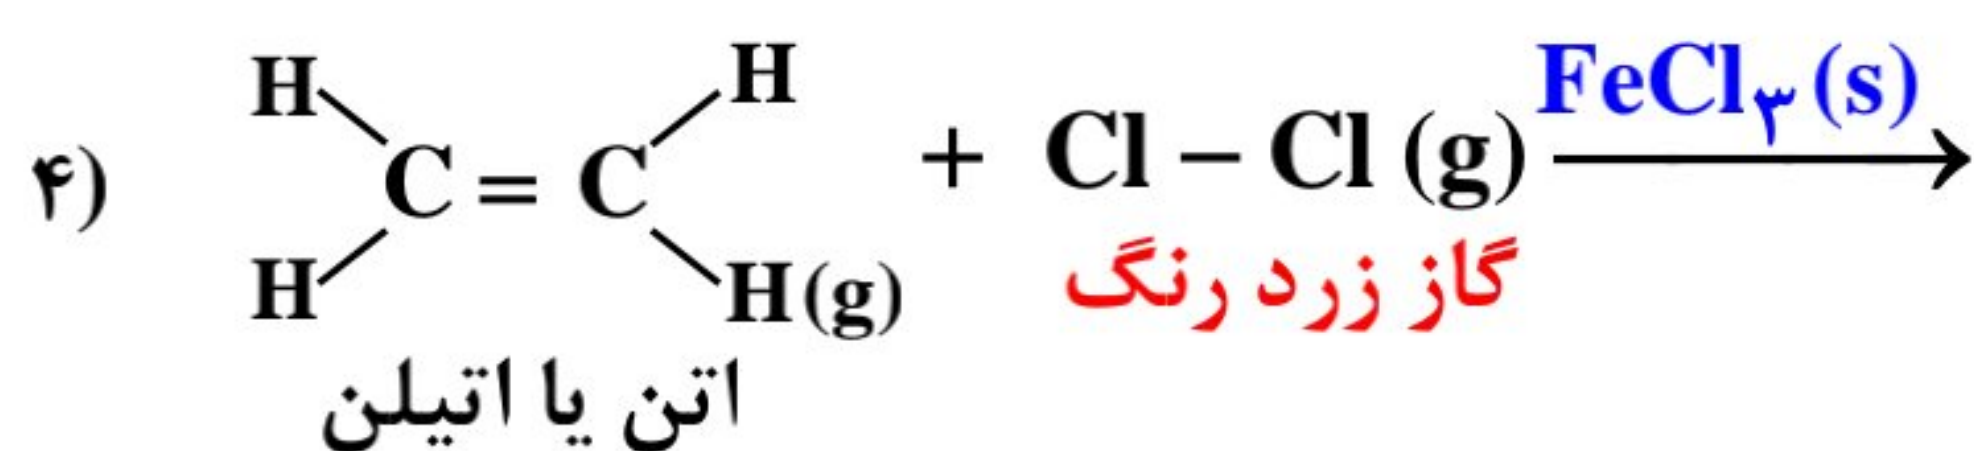 H H
FeCl۳ (s)
۴) C = C + Cl – Cl (g) ⟶
H H (g)
گاز زرد رنگ
اتن یا اتیلن